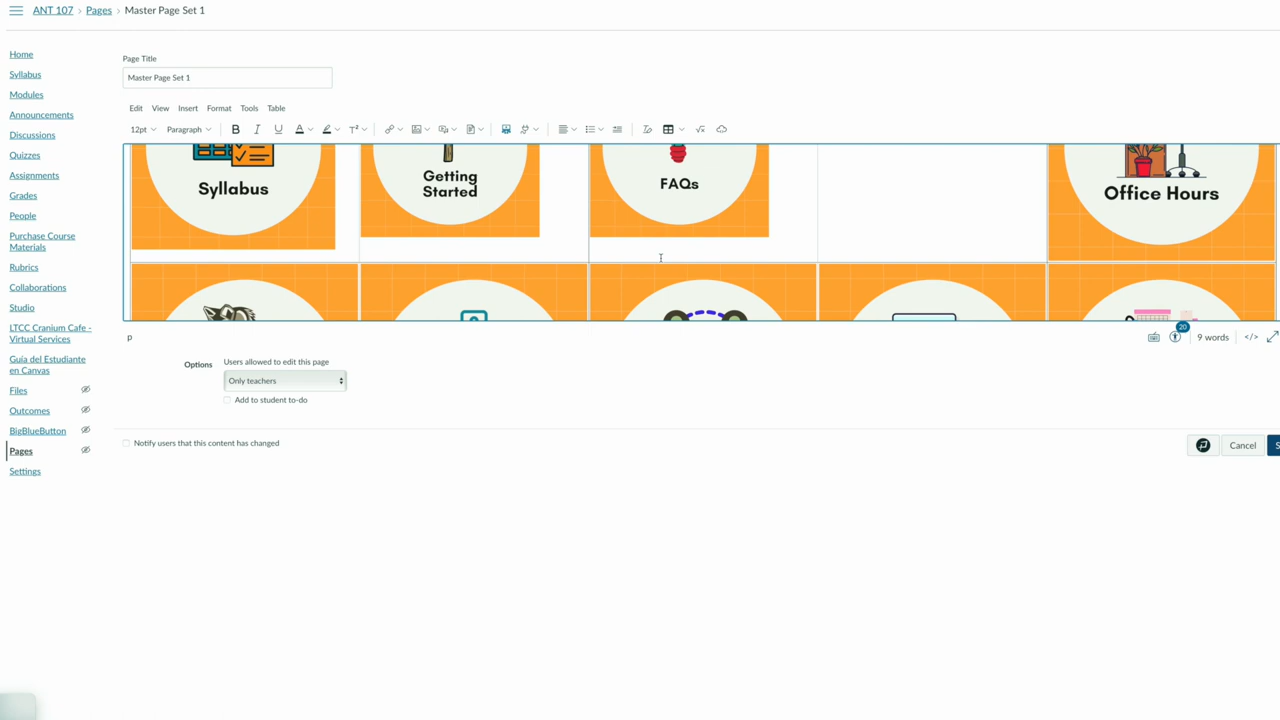 ANT 107 › Pages › Master Page Set 1
Home
Syllabus
Modules
Announcements
Discussions
Quizzes
Assignments
Grades
People
Purchase Course
Materials
Rubrics
Collaborations
Studio
LTCC Cranium Cafe -
Virtual Services
Guia del Estudiante
en Canvas
Files
Outcomes
BigBlueButton
Pages
Settings
Page Title
Master Page Set 1
Edit View Insert Format Tools Table
12pt Paragraph B I U A T²
Syllabus
Getting
Started
FAQs
Office Hours
p
20
9 words </>
Options
Users allowed to edit this page
Only teachers
Add to student to-do
Notify users that this content has changed
Cancel